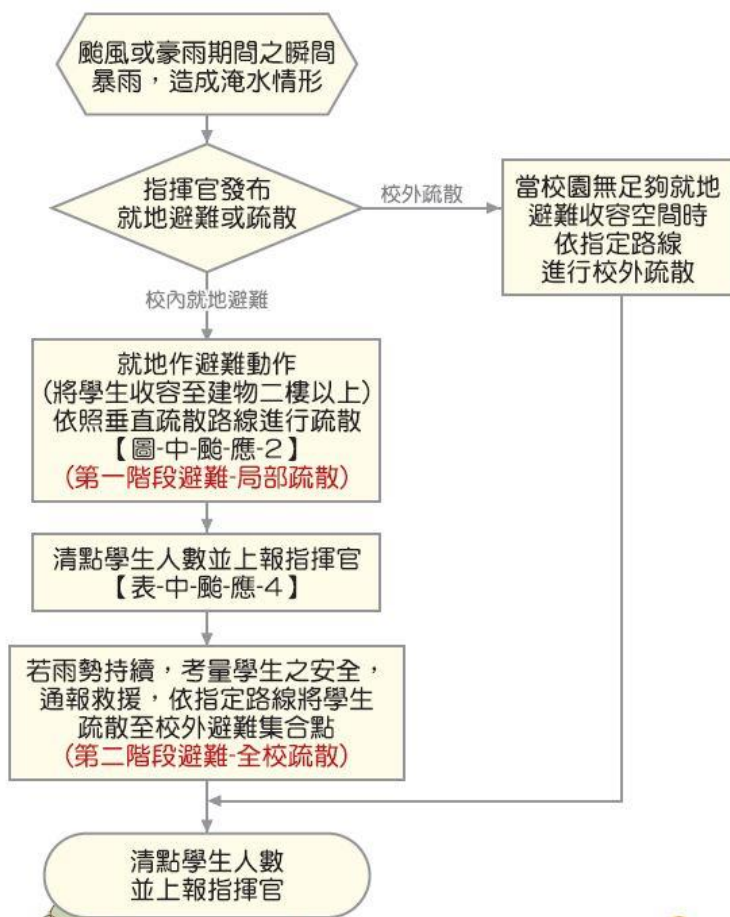 颱風或豪雨期間之瞬間
暴雨，造成淹水情形
指揮官發布
就地避難或疏散
校外疏散
當校園無足夠就地
避難收容空間時
依指定路線
進行校外疏散
校內就地避難
就地作避難動作
(將學生收容至建物二樓以上)
依照垂直疏散路線進行疏散
【圖-中-颱-應-2】
(第一階段避難-局部疏散)
清點學生人數並上報指揮官
【表-中-颱-應-4】
若雨勢持續，考量學生之安全，
通報救援，依指定路線將學生
疏散至校外避難集合點
(第二階段避難-全校疏散)
清點學生人數
並上報指揮官